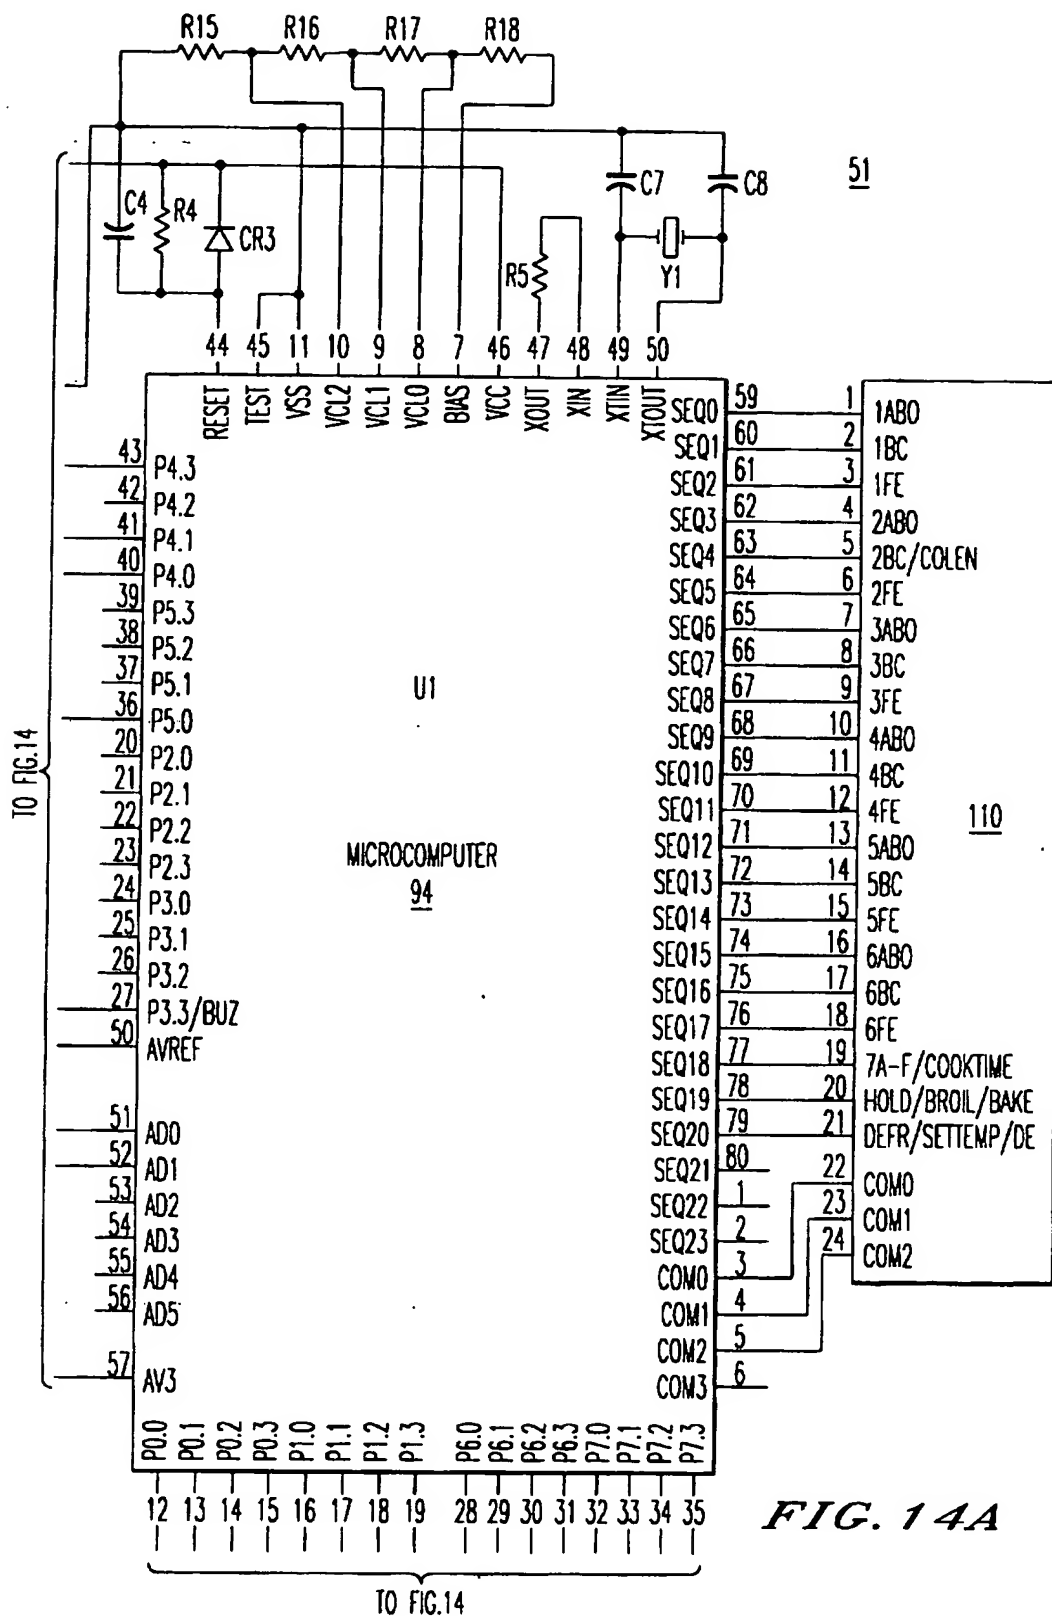 R15 R16 R17 R18
51
C4 R4 CR3 R5 C7 C8
Y1
44 45 11 10 9 8 7 46 47 48 49 50
RESET TEST VSS VCL2 VCL1 VCL0 BIAS VCC XOUT XIN XTIN XTOUT
43 P4.3
42 P4.2
41 P4.1
40 P4.0
39 P5.3
38 P5.2
37 P5.1
36 P5.0
20 P2.0
21 P2.1
22 P2.2
23 P2.3
24 P3.0
25 P3.1
26 P3.2
27 P3.3/BUZ
50 AVREF
51 AD0
52 AD1
53 AD2
54 AD3
55 AD4
56 AD5
57 AV3
TO FIG.14
U1
MICROCOMPUTER
94
SEQ0 59 1 1ABO
SEQ1 60 2 1BC
SEQ2 61 3 1FE
SEQ3 62 4 2ABO
SEQ4 63 5 2BC/COLEN
SEQ5 64 6 2FE
SEQ6 65 7 3ABO
SEQ7 66 8 3BC
SEQ8 67 9 3FE
SEQ9 68 10 4ABO
SEQ10 69 11 4BC
SEQ11 70 12 4FE
SEQ12 71 13 5ABO
SEQ13 72 14 5BC
SEQ14 73 15 5FE
SEQ15 74 16 6ABO
SEQ16 75 17 6BC
SEQ17 76 18 6FE
SEQ18 77 19 7A-F/COOKTIME
SEQ19 78 20 HOLD/BROIL/BAKE
SEQ20 79 21 DEFR/SETTEMP/DE
SEQ21 80
SEQ22 1
SEQ23 2
COM0 3 22 COM0
COM1 4 23 COM1
COM2 5 24 COM2
COM3 6
110
P0.0 P0.1 P0.2 P0.3 P1.0 P1.1 P1.2 P1.3 P6.0 P6.1 P6.2 P6.3 P7.0 P7.1 P7.2 P7.3
12 13 14 15 16 17 18 19 28 29 30 31 32 33 34 35
TO FIG.14
FIG. 14A